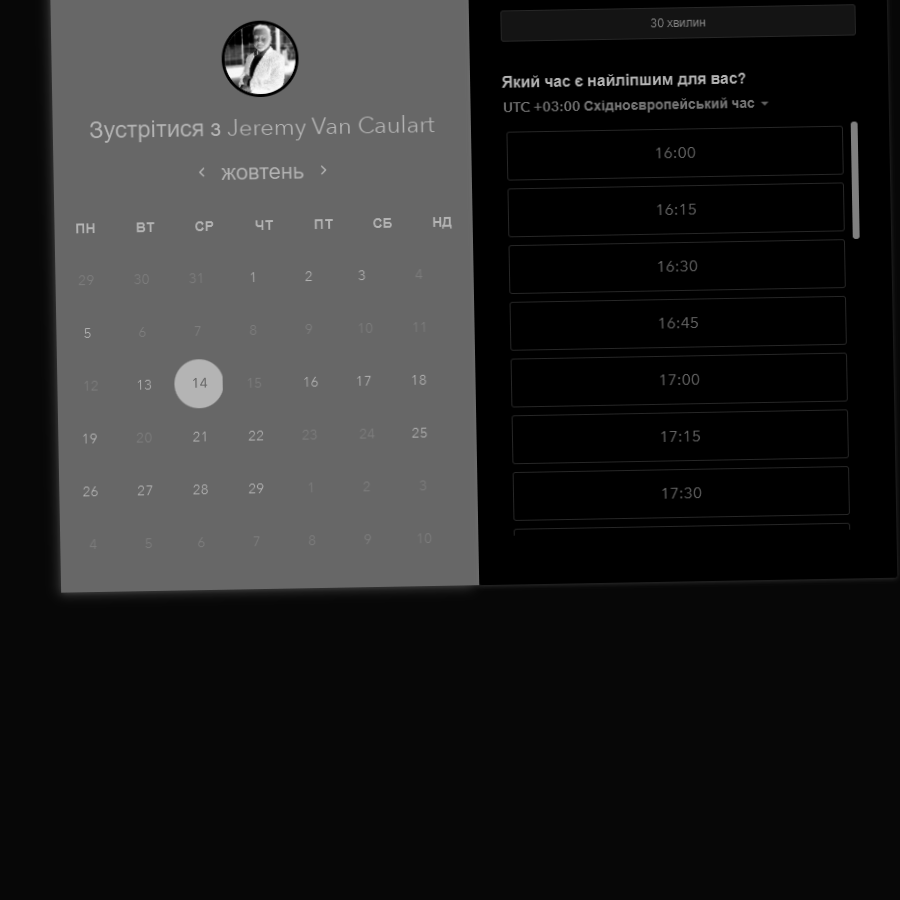 Зустрітися з Jeremy Van Caulart
‹ жовтень ›
ПН ВТ СР ЧТ ПТ СБ НД
29 30 31 1 2 3 4
5 6 7 8 9 10 11
12 13 14 15 16 17 18
19 20 21 22 23 24 25
26 27 28 29 1 2 3
4 5 6 7 8 9 10
30 хвилин
Який час є найліпшим для вас?
UTC +03:00 Східноєвропейський час
16:00
16:15
16:30
16:45
17:00
17:15
17:30